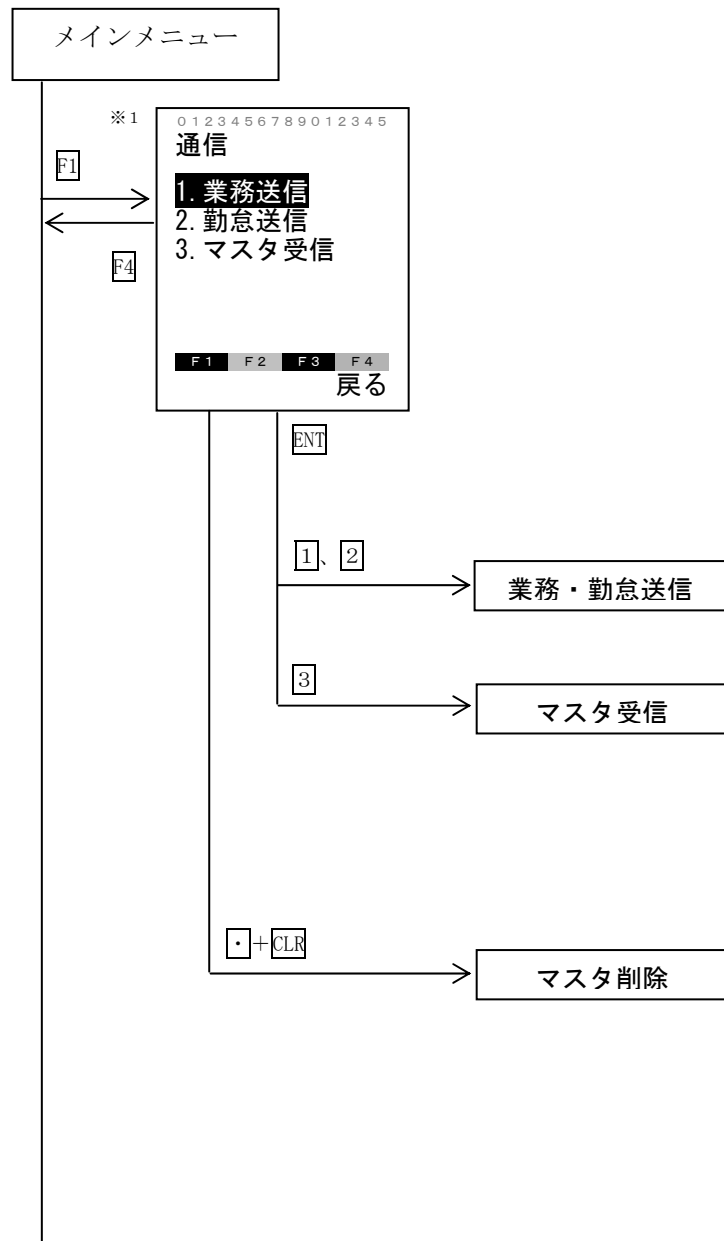 メインメニュー
※1
0123456789012345
通信
F1
1.業務送信
2.勤怠送信
3.マスタ受信
F4
F1 F2 F3 F4
戻る
ENT
1、2
業務・勤怠送信
3
マスタ受信
・+CLR
マスタ削除